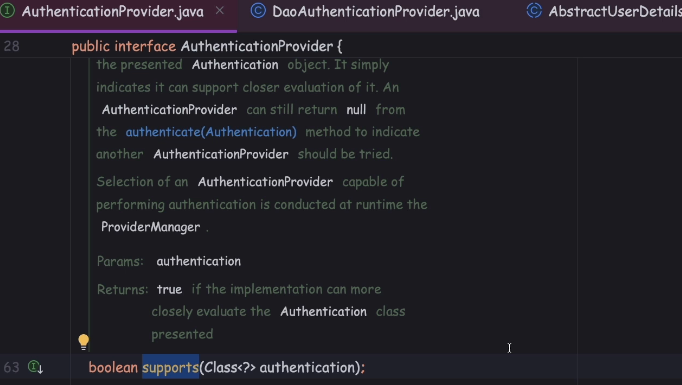 AuthenticationProvider.java DaoAuthenticationProvider.java AbstractUserDetails
28 public interface AuthenticationProvider {
the presented Authentication object. It simply
indicates it can support closer evaluation of it. An
AuthenticationProvider can still return null from
the authenticate(Authentication) method to indicate
another AuthenticationProvider should be tried.
Selection of an AuthenticationProvider capable of
performing authentication is conducted at runtime the
ProviderManager .
Params: authentication
Returns: true if the implementation can more
closely evaluate the Authentication class
presented
63 boolean supports(Class<?> authentication);